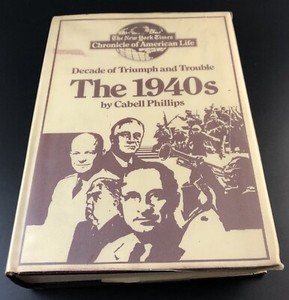 The New York Times
Chronicle of American Life
Decade of Triumph and Trouble
The 1940s
by Cabell Phillips